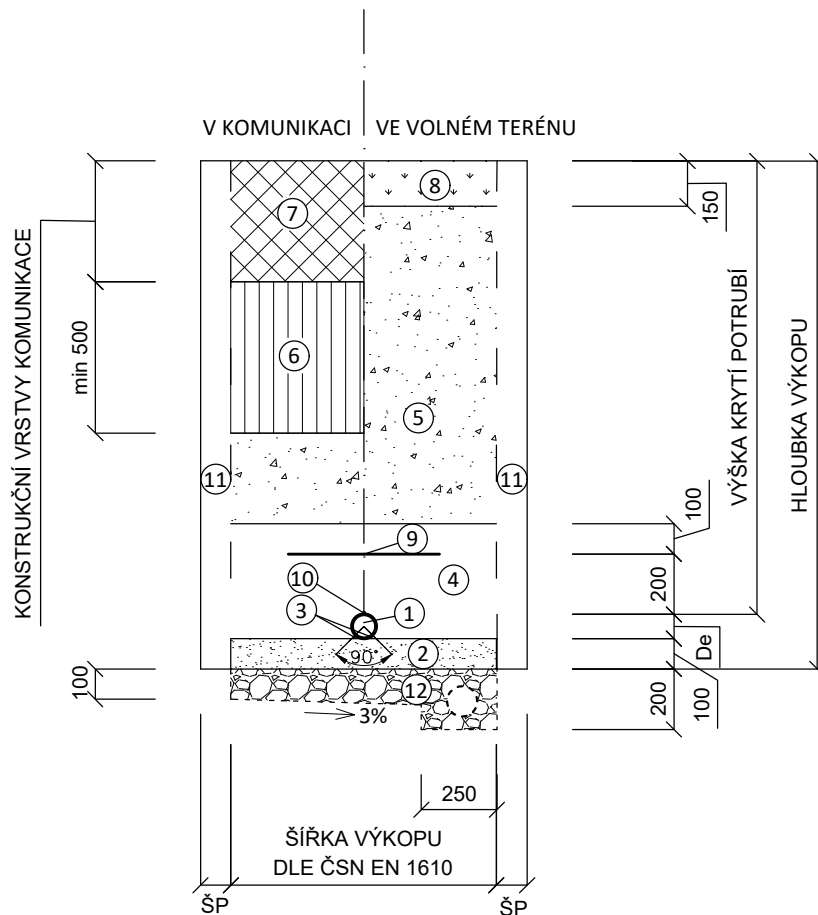 V KOMUNIKACI VE VOLNÉM TERÉNU
8
150
7
KONSTRUKČNÍ VRSTVY KOMUNIKACE
min 500
6
5
VÝŠKA KRYTÍ POTRUBÍ
HLOUBKA VÝKOPU
11
11
100
9
4
200
10
3
1
2
90°
De
100
12
100
200
3%
250
ŠÍŘKA VÝKOPU
DLE ČSN EN 1610
ŠP
ŠP